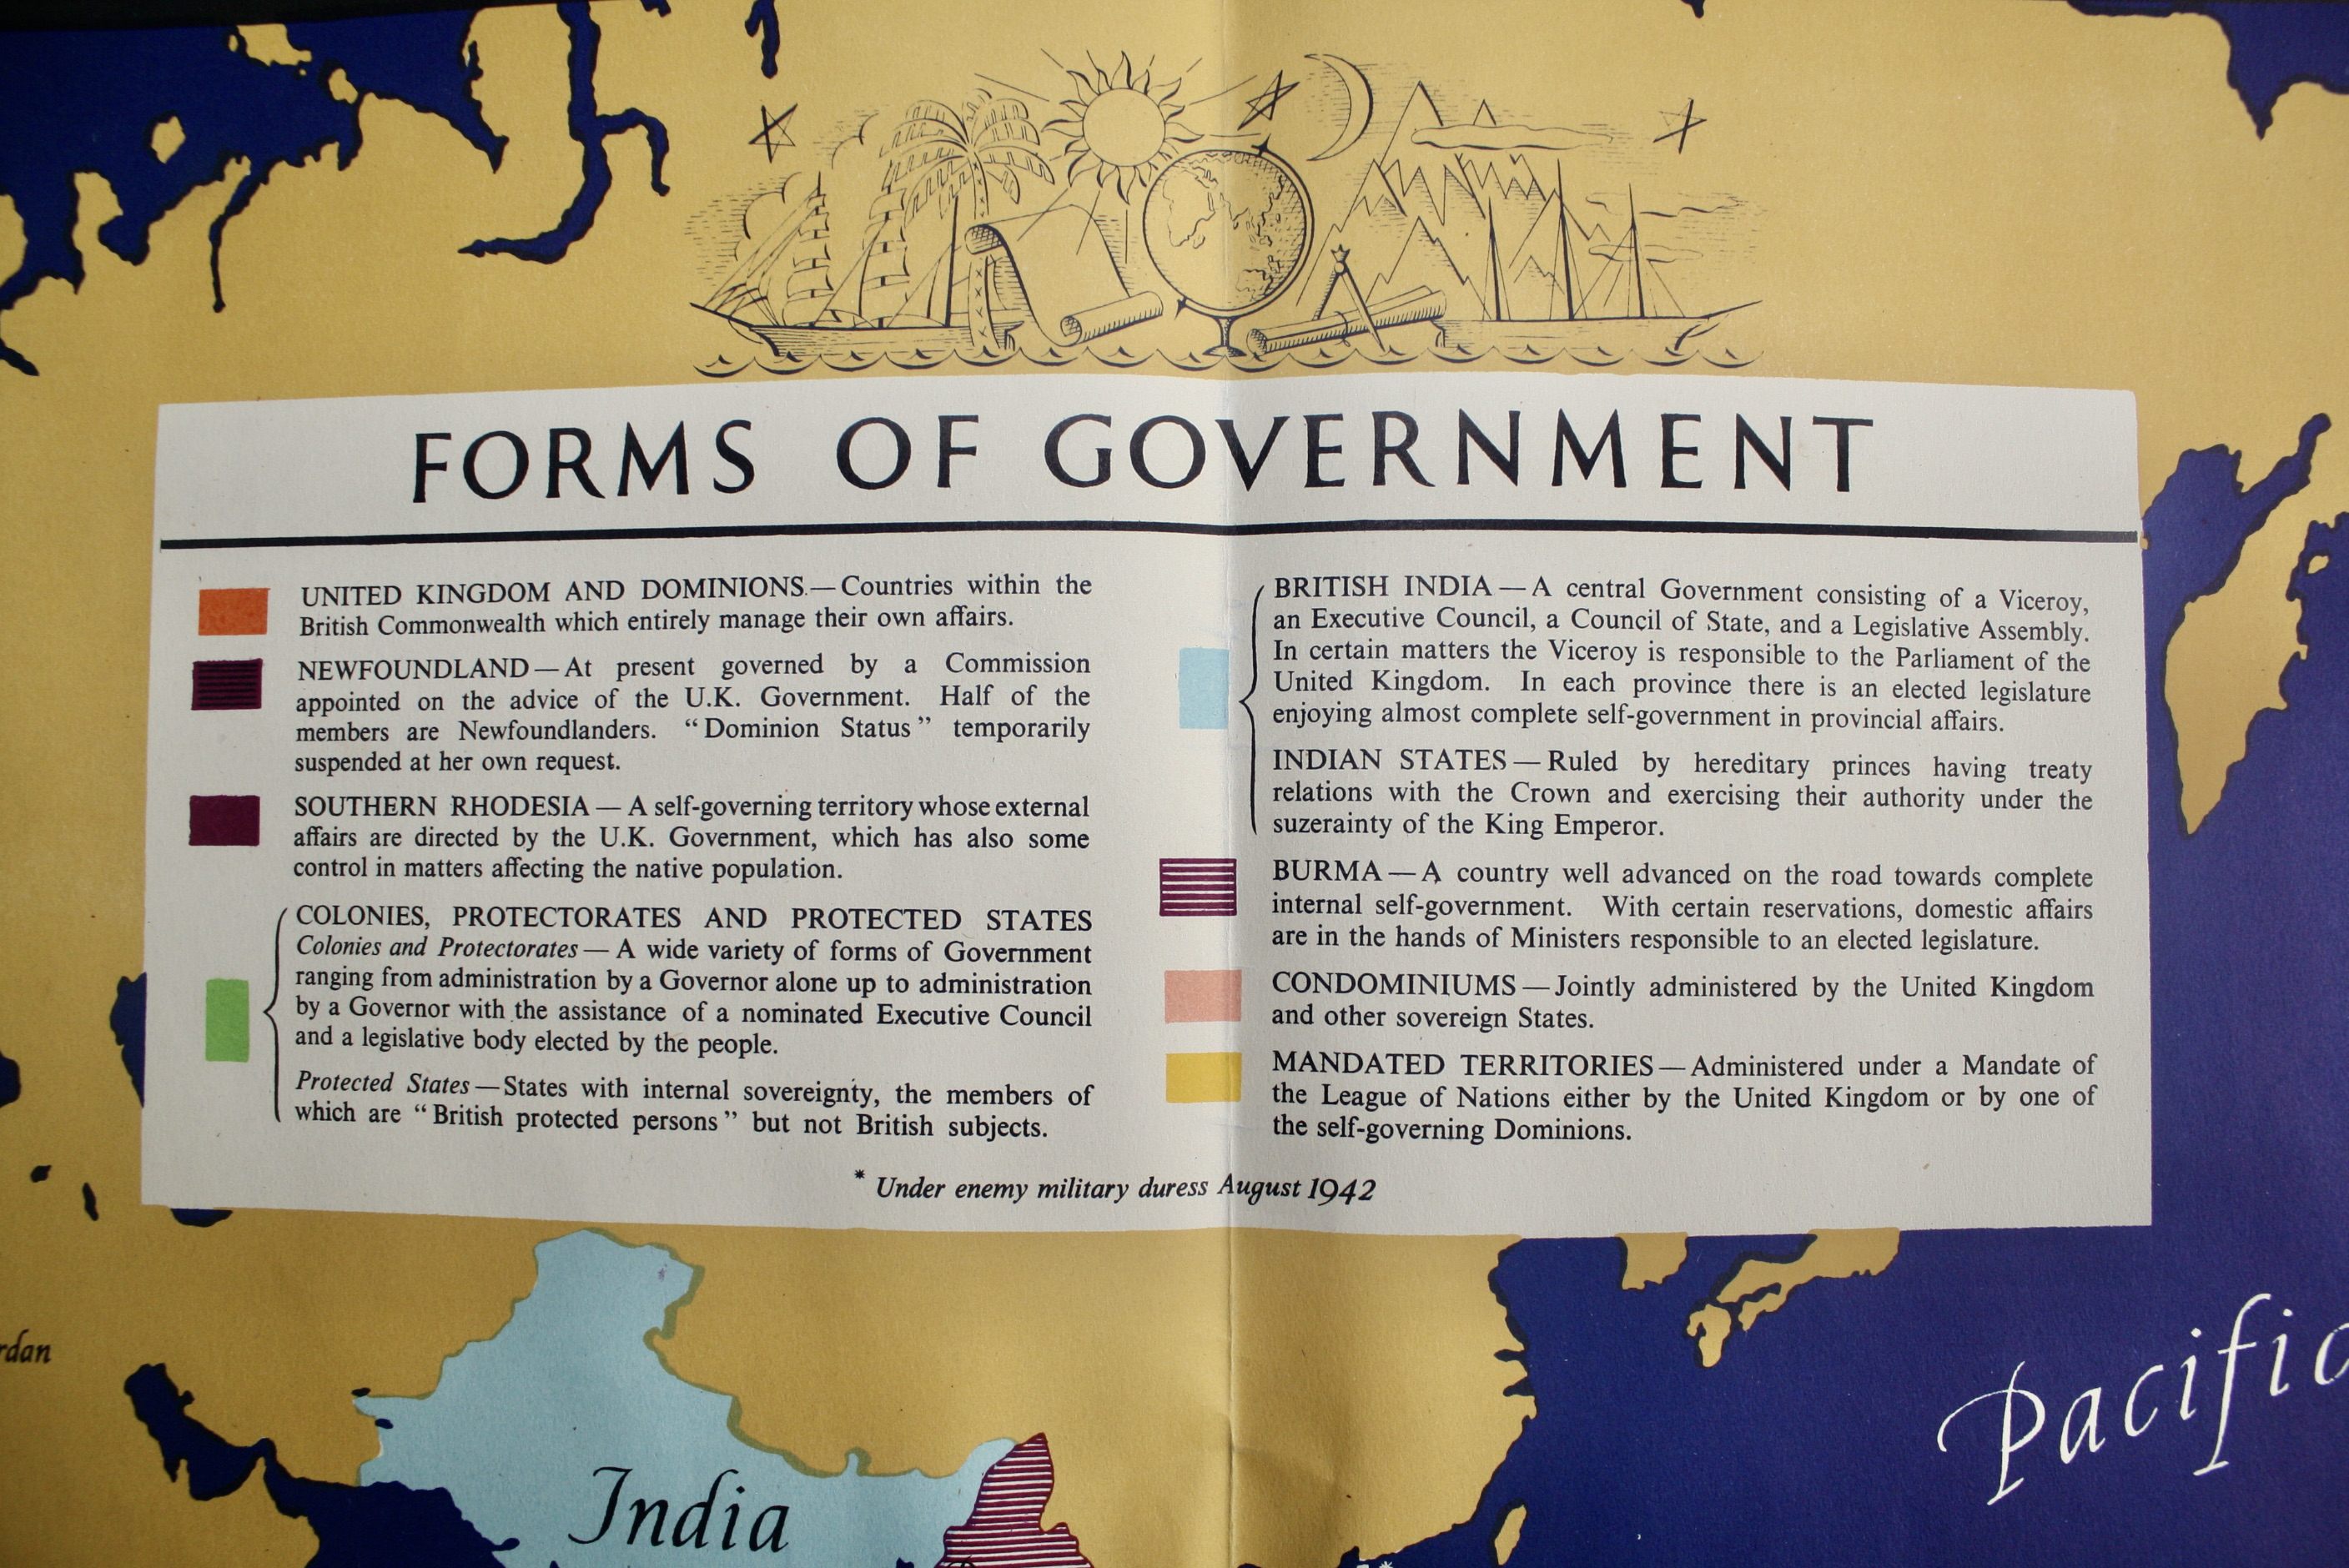 FORMS OF GOVERNMENT
UNITED KINGDOM AND DOMINIONS.—Countries within the
British Commonwealth which entirely manage their own affairs.
NEWFOUNDLAND—At present governed by a Commission
appointed on the advice of the U.K. Government. Half of the
members are Newfoundlanders. “Dominion Status” temporarily
suspended at her own request.
SOUTHERN RHODESIA—A self-governing territory whose external
affairs are directed by the U.K. Government, which has also some
control in matters affecting the native population.
COLONIES, PROTECTORATES AND PROTECTED STATES
Colonies and Protectorates—A wide variety of forms of Government
ranging from administration by a Governor alone up to administration
by a Governor with the assistance of a nominated Executive Council
and a legislative body elected by the people.
Protected States—States with internal sovereignty, the members of
which are “British protected persons” but not British subjects.
BRITISH INDIA—A central Government consisting of a Viceroy,
an Executive Council, a Council of State, and a Legislative Assembly.
In certain matters the Viceroy is responsible to the Parliament of the
United Kingdom. In each province there is an elected legislature
enjoying almost complete self-government in provincial affairs.
INDIAN STATES—Ruled by hereditary princes having treaty
relations with the Crown and exercising their authority under the
suzerainty of the King Emperor.
BURMA—A country well advanced on the road towards complete
internal self-government. With certain reservations, domestic affairs
are in the hands of Ministers responsible to an elected legislature.
CONDOMINIUMS—Jointly administered by the United Kingdom
and other sovereign States.
MANDATED TERRITORIES—Administered under a Mandate of
the League of Nations either by the United Kingdom or by one of
the self-governing Dominions.
* Under enemy military duress August 1942
rdan
Pacific
India